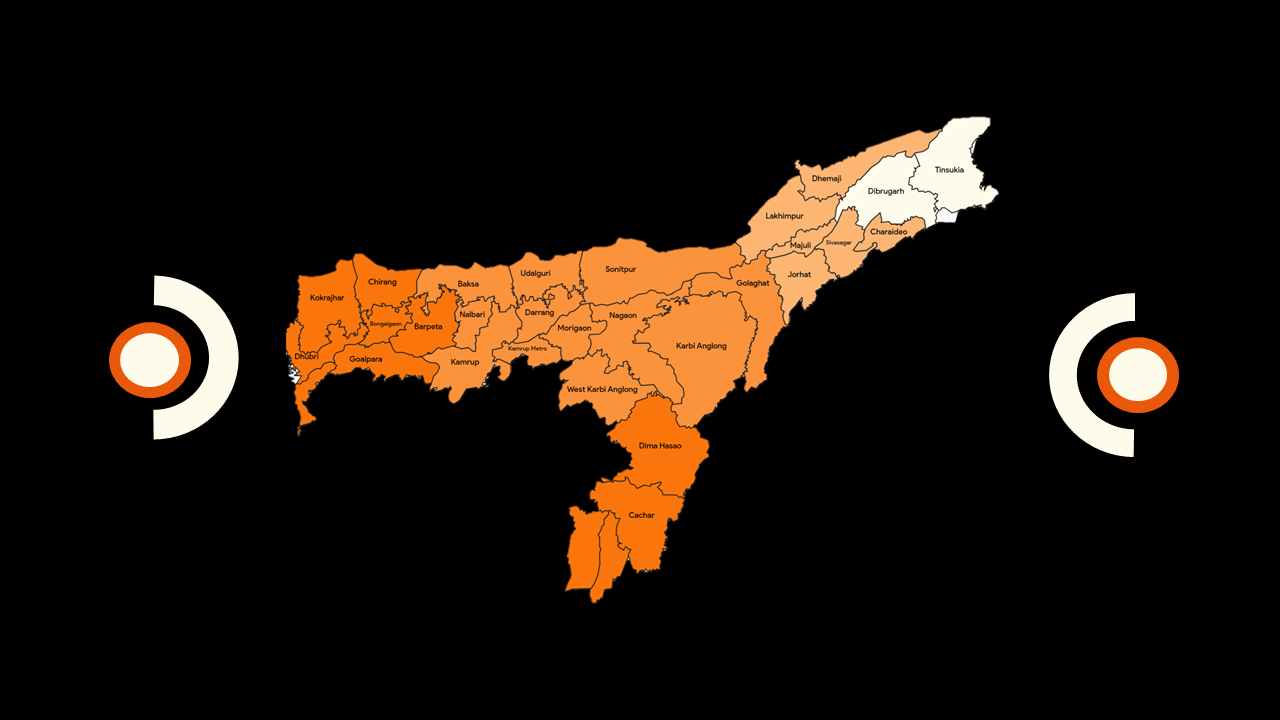 Tinsukia
Dhemaji
Dibrugarh
Lakhimpur
Charaideo
Majuli
Sivasagar
Jorhat
Sonitpur
Golaghat
Udalguri
Chirang
Baksa
Kokrajhar
Darrang
Nalbari
Nagaon
Bongaigaon
Barpeta
Morigaon
Karbi Anglong
Kamrup Metro
Dhubri
Goalpara
Kamrup
West Karbi Anglong
Dima Hasao
Cachar